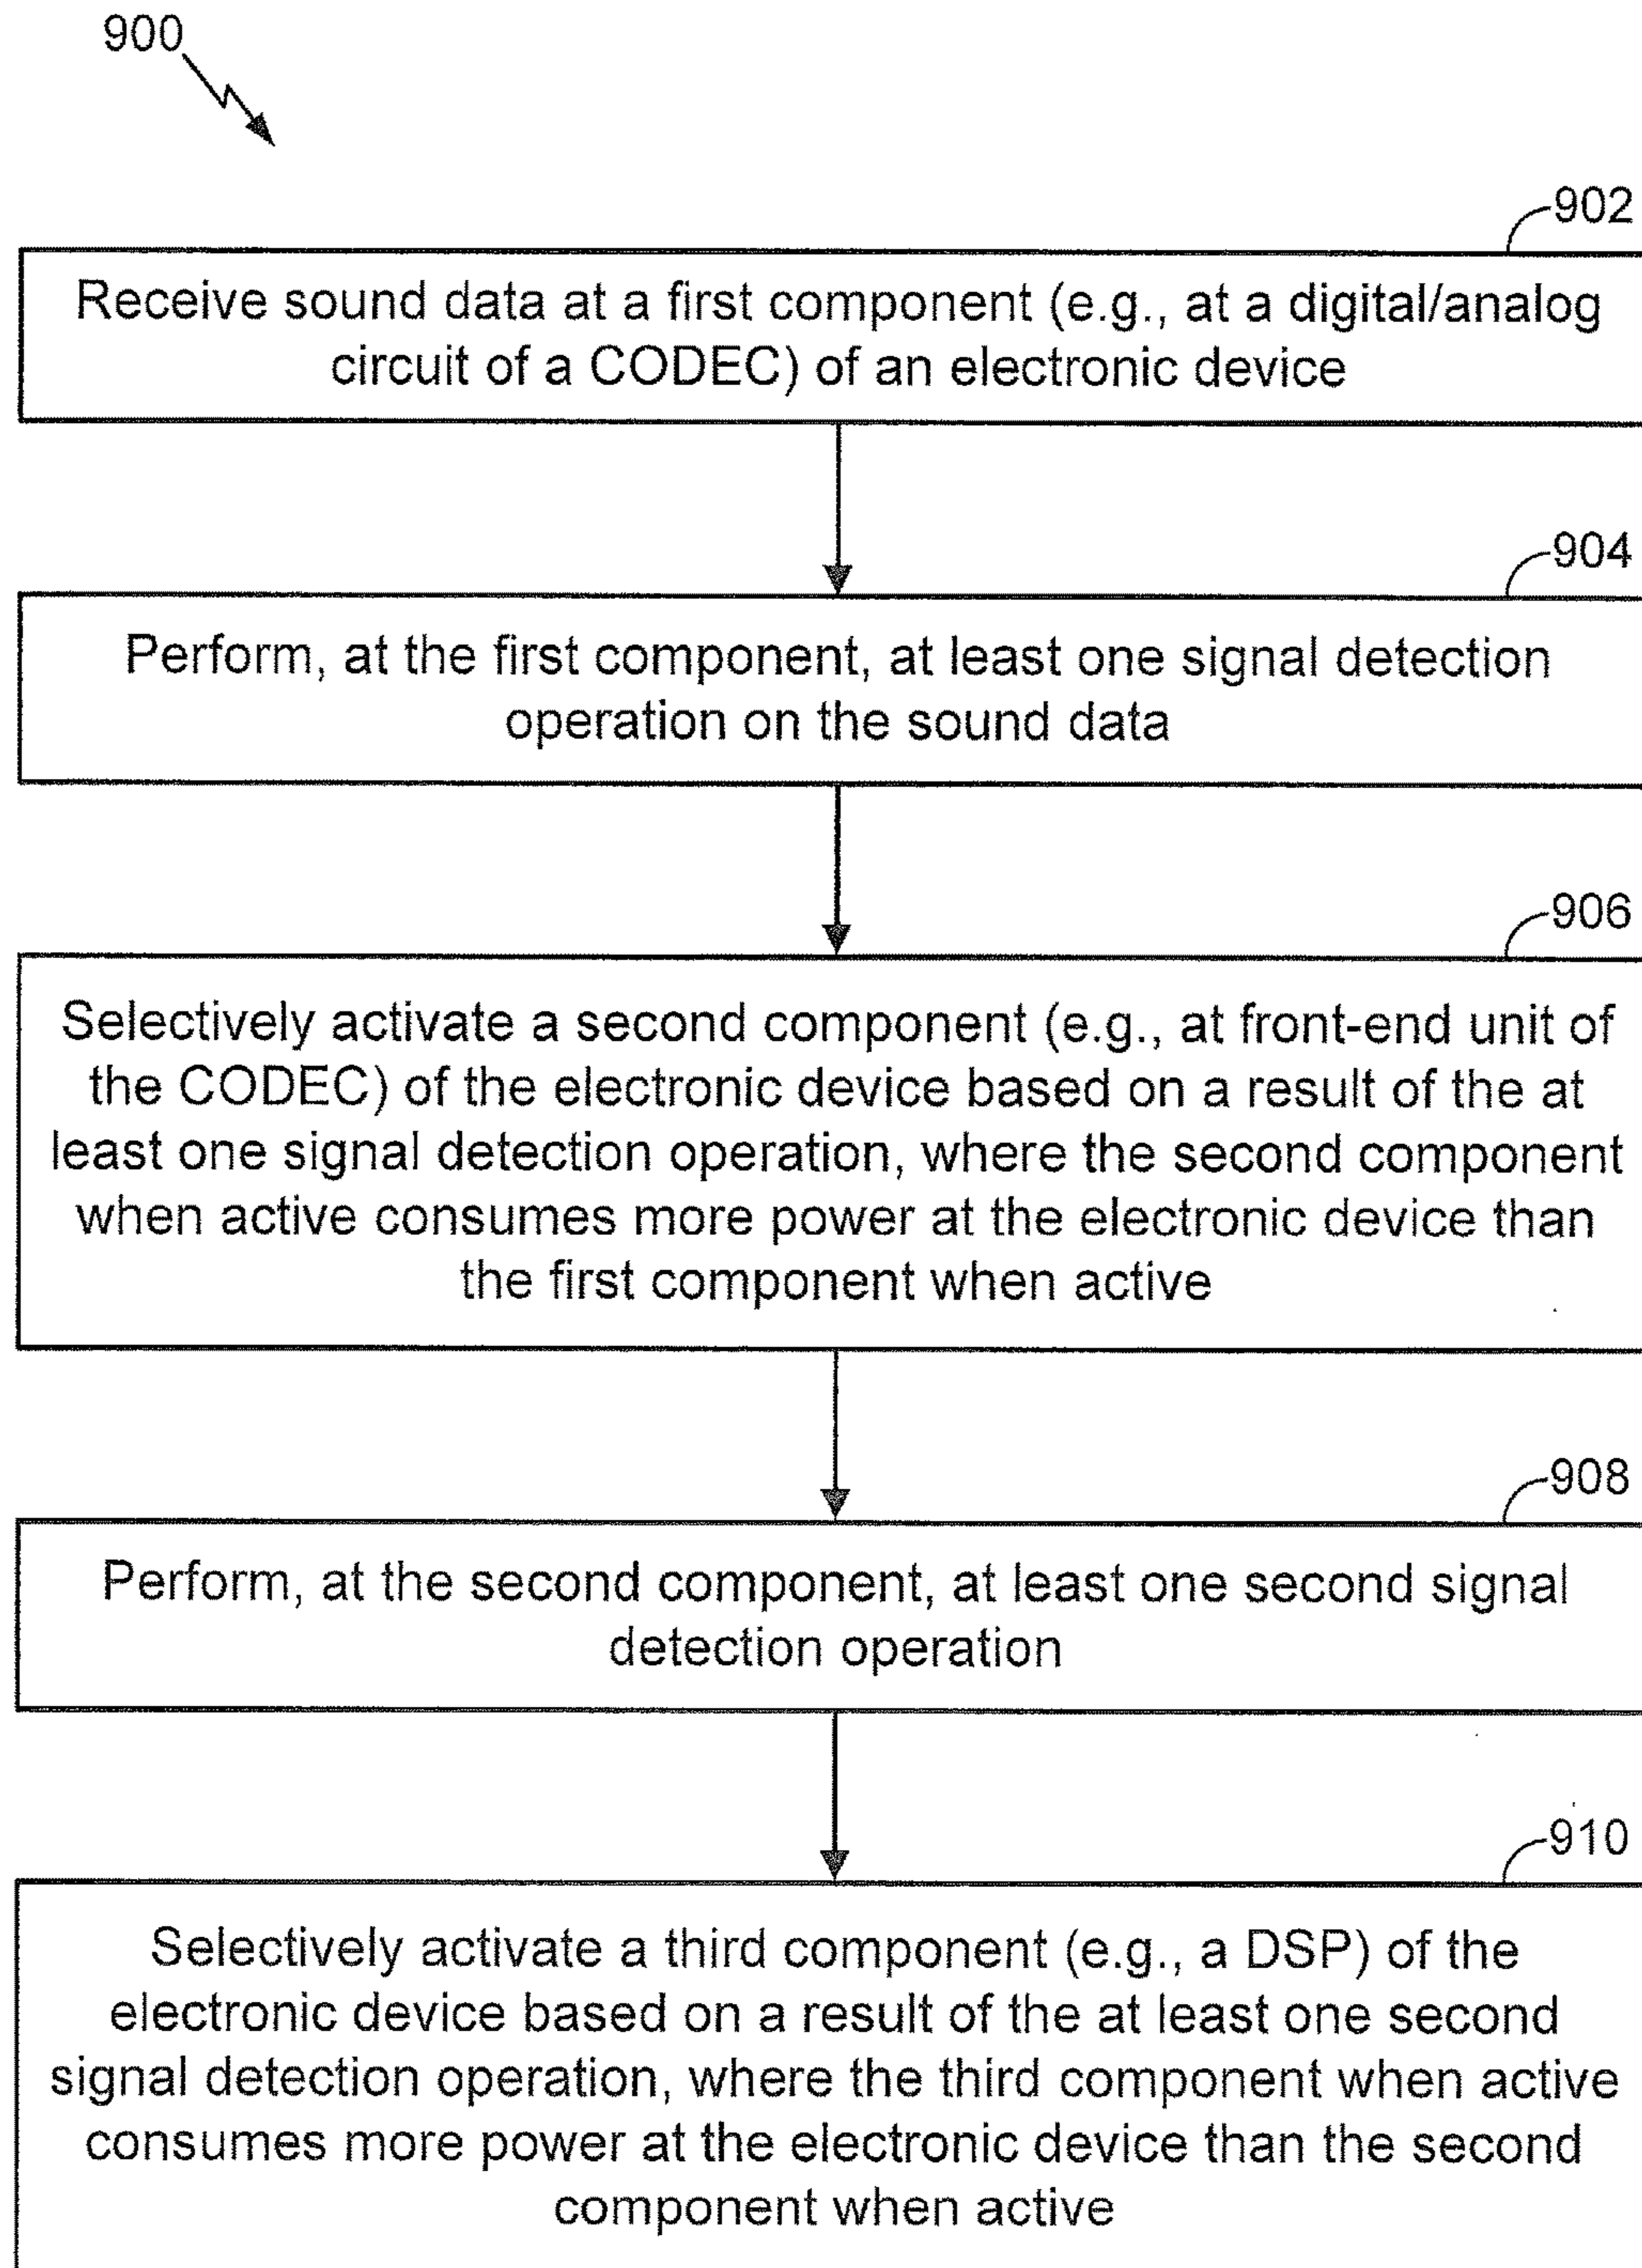 900
902
Receive sound data at a first component (e.g., at a digital/analog
circuit of a CODEC) of an electronic device
904
Perform, at the first component, at least one signal detection
operation on the sound data
906
Selectively activate a second component (e.g., at front-end unit of
the CODEC) of the electronic device based on a result of the at
least one signal detection operation, where the second component
when active consumes more power at the electronic device than
the first component when active
908
Perform, at the second component, at least one second signal
detection operation
910
Selectively activate a third component (e.g., a DSP) of the
electronic device based on a result of the at least one second
signal detection operation, where the third component when active
consumes more power at the electronic device than the second
component when active